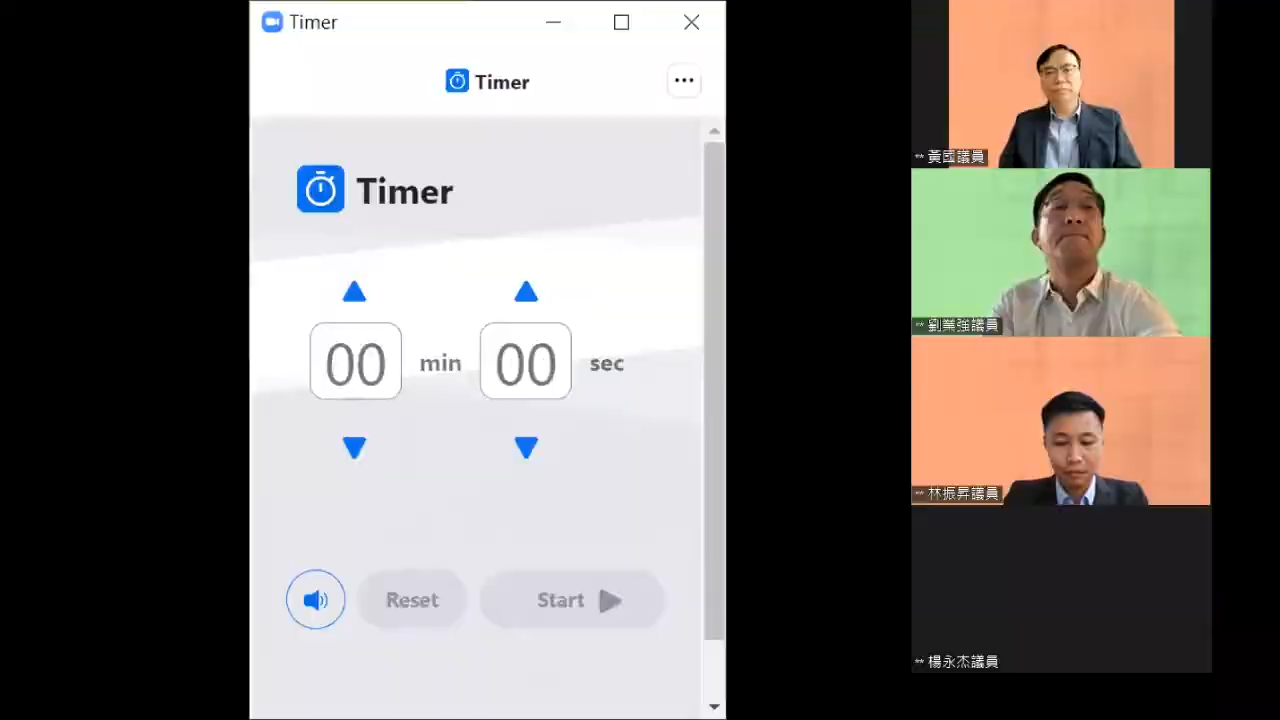 Timer
Timer
Timer
00 min 00 sec
Reset
Start
黃國議員
劉業強議員
林振昇議員
楊永杰議員